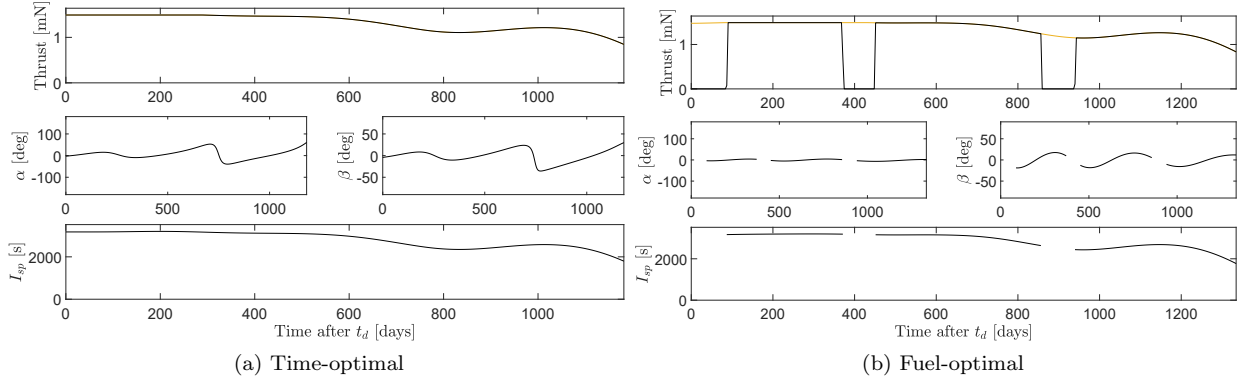 Thrust [mN]
1
0
0 200 400 600 800 1000
α [deg]
100
0
-100
0 500 1000
β [deg]
50
0
-50
0 500 1000
I_sp [s]
2000
0
0 200 400 600 800 1000
Time after t_d [days]
(a) Time-optimal
Thrust [mN]
1
0
0 200 400 600 800 1000 1200
α [deg]
100
0
-100
0 500 1000
β [deg]
50
0
-50
0 500 1000
I_sp [s]
2000
0
0 200 400 600 800 1000 1200
Time after t_d [days]
(b) Fuel-optimal